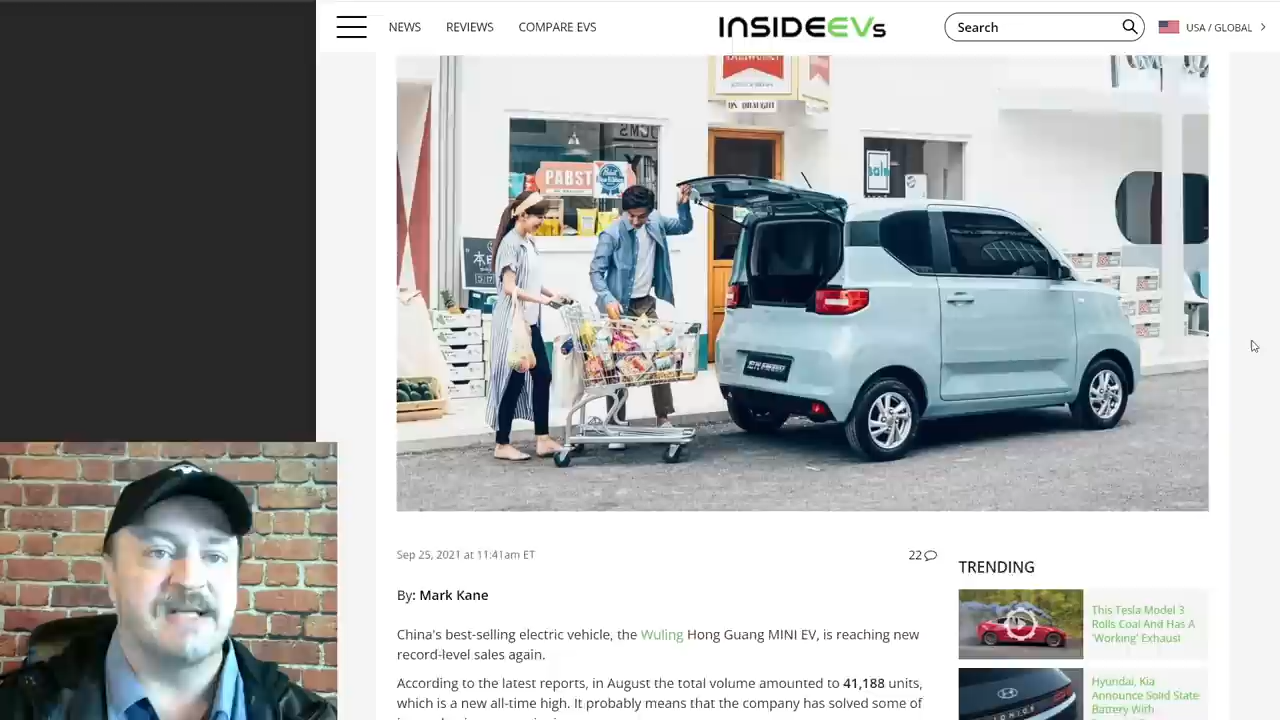 NEWS
REVIEWS
COMPARE EVS
INSIDEEVs
Search
USA / GLOBAL
PABST
Sep 25, 2021 at 11:41am ET
22
By: Mark Kane
China's best-selling electric vehicle, the Wuling Hong Guang MINI EV, is reaching new
record-level sales again.
According to the latest reports, in August the total volume amounted to 41,188 units,
which is a new all-time high. It probably means that the company has solved some of
TRENDING
This Tesla Model 3
Rolls Coal And Has A
'Working' Exhaust
Hyundai, Kia
Announce Solid State
Battery With